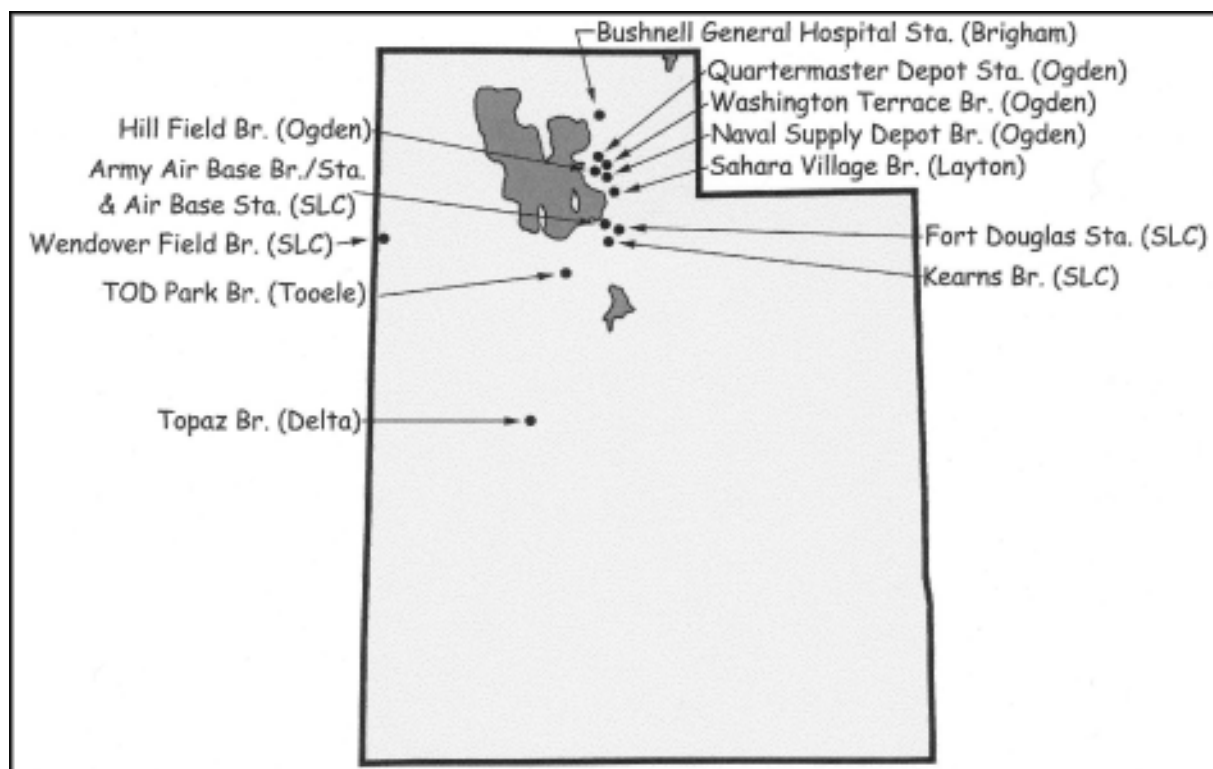 Bushnell General Hospital Sta. (Brigham)
Quartermaster Depot Sta. (Ogden)
Washington Terrace Br. (Ogden)
Naval Supply Depot Br. (Ogden)
Sahara Village Br. (Layton)
Hill Field Br. (Ogden)
Army Air Base Br./Sta.
& Air Base Sta. (SLC)
Wendover Field Br. (SLC)
Fort Douglas Sta. (SLC)
Kearns Br. (SLC)
TOD Park Br. (Tooele)
Topaz Br. (Delta)